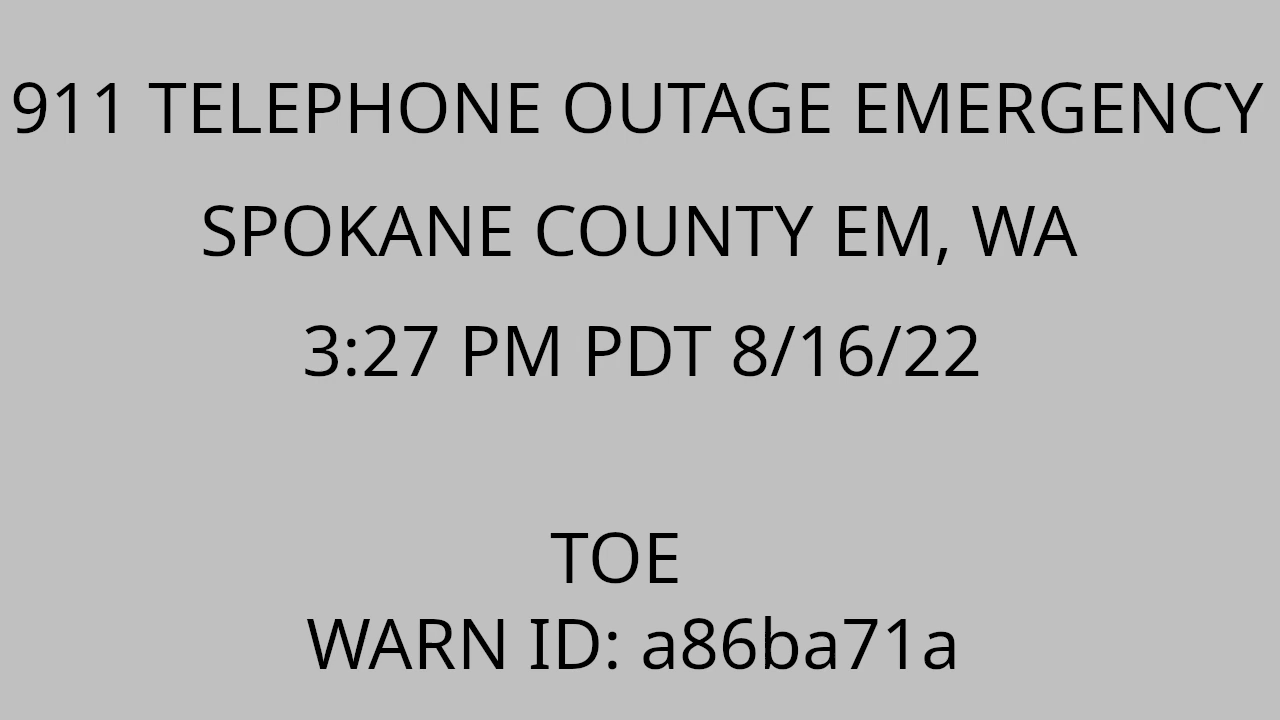 911 TELEPHONE OUTAGE EMERGENCY
SPOKANE COUNTY EM, WA
3:27 PM PDT 8/16/22
TOE
WARN ID: a86ba71a